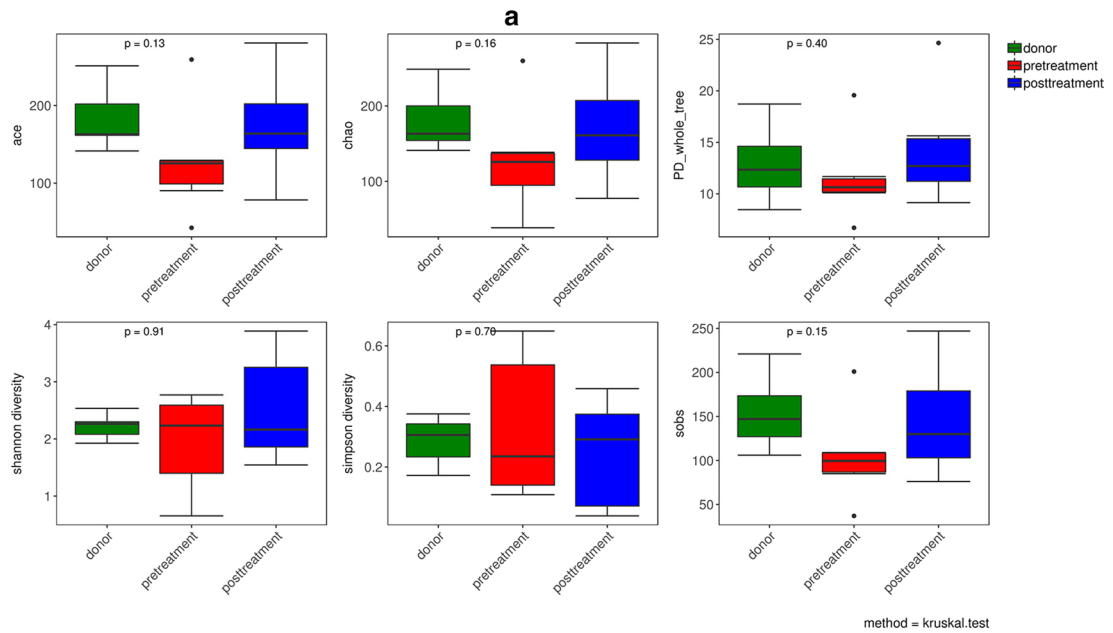 a
p = 0.13
ace
200
100
donor
pretreatment
posttreatment
p = 0.16
chao
200
100
donor
pretreatment
posttreatment
p = 0.40
PD_whole_tree
25
20
15
10
donor
pretreatment
posttreatment
donor
pretreatment
posttreatment
p = 0.91
shannon diversity
4
3
2
1
donor
pretreatment
posttreatment
p = 0.70
simpson diversity
0.6
0.4
0.2
donor
pretreatment
posttreatment
p = 0.15
sobs
250
200
150
100
50
donor
pretreatment
posttreatment
method = kruskal.test